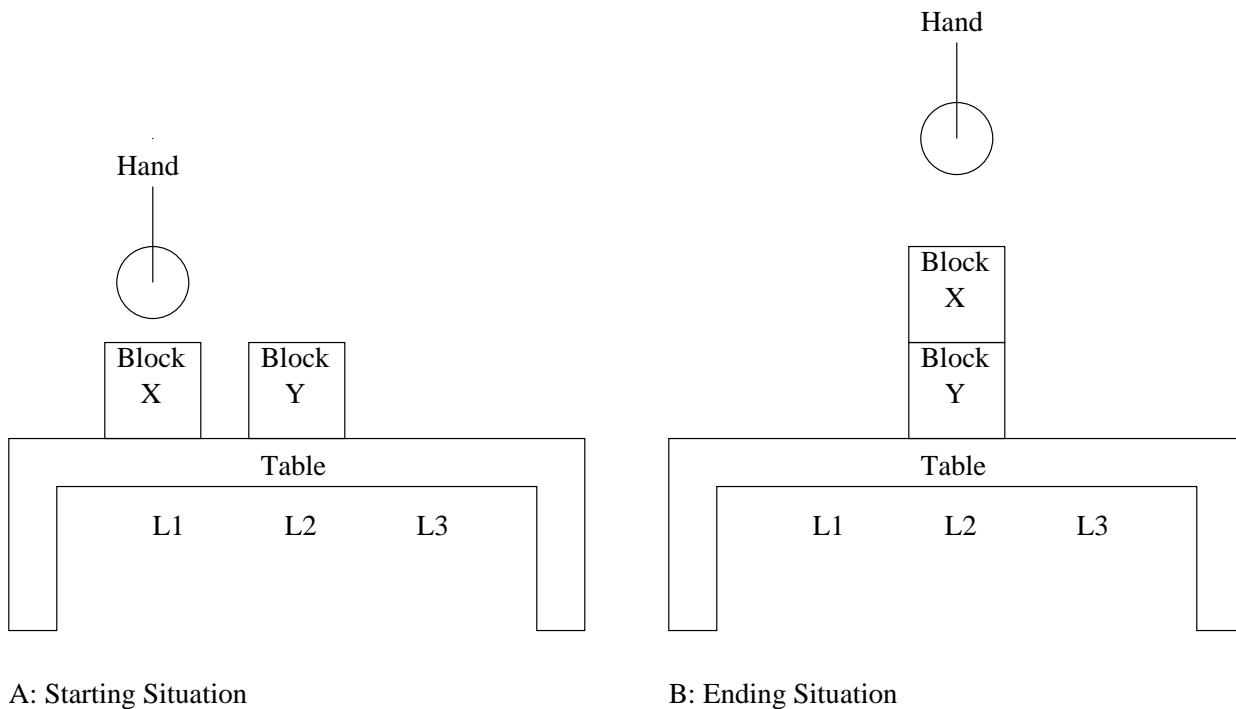 Hand
Block
X
Block
Y
Table
L1 L2 L3
A: Starting Situation
Hand
Block
X
Block
Y
Table
L1 L2 L3
B: Ending Situation